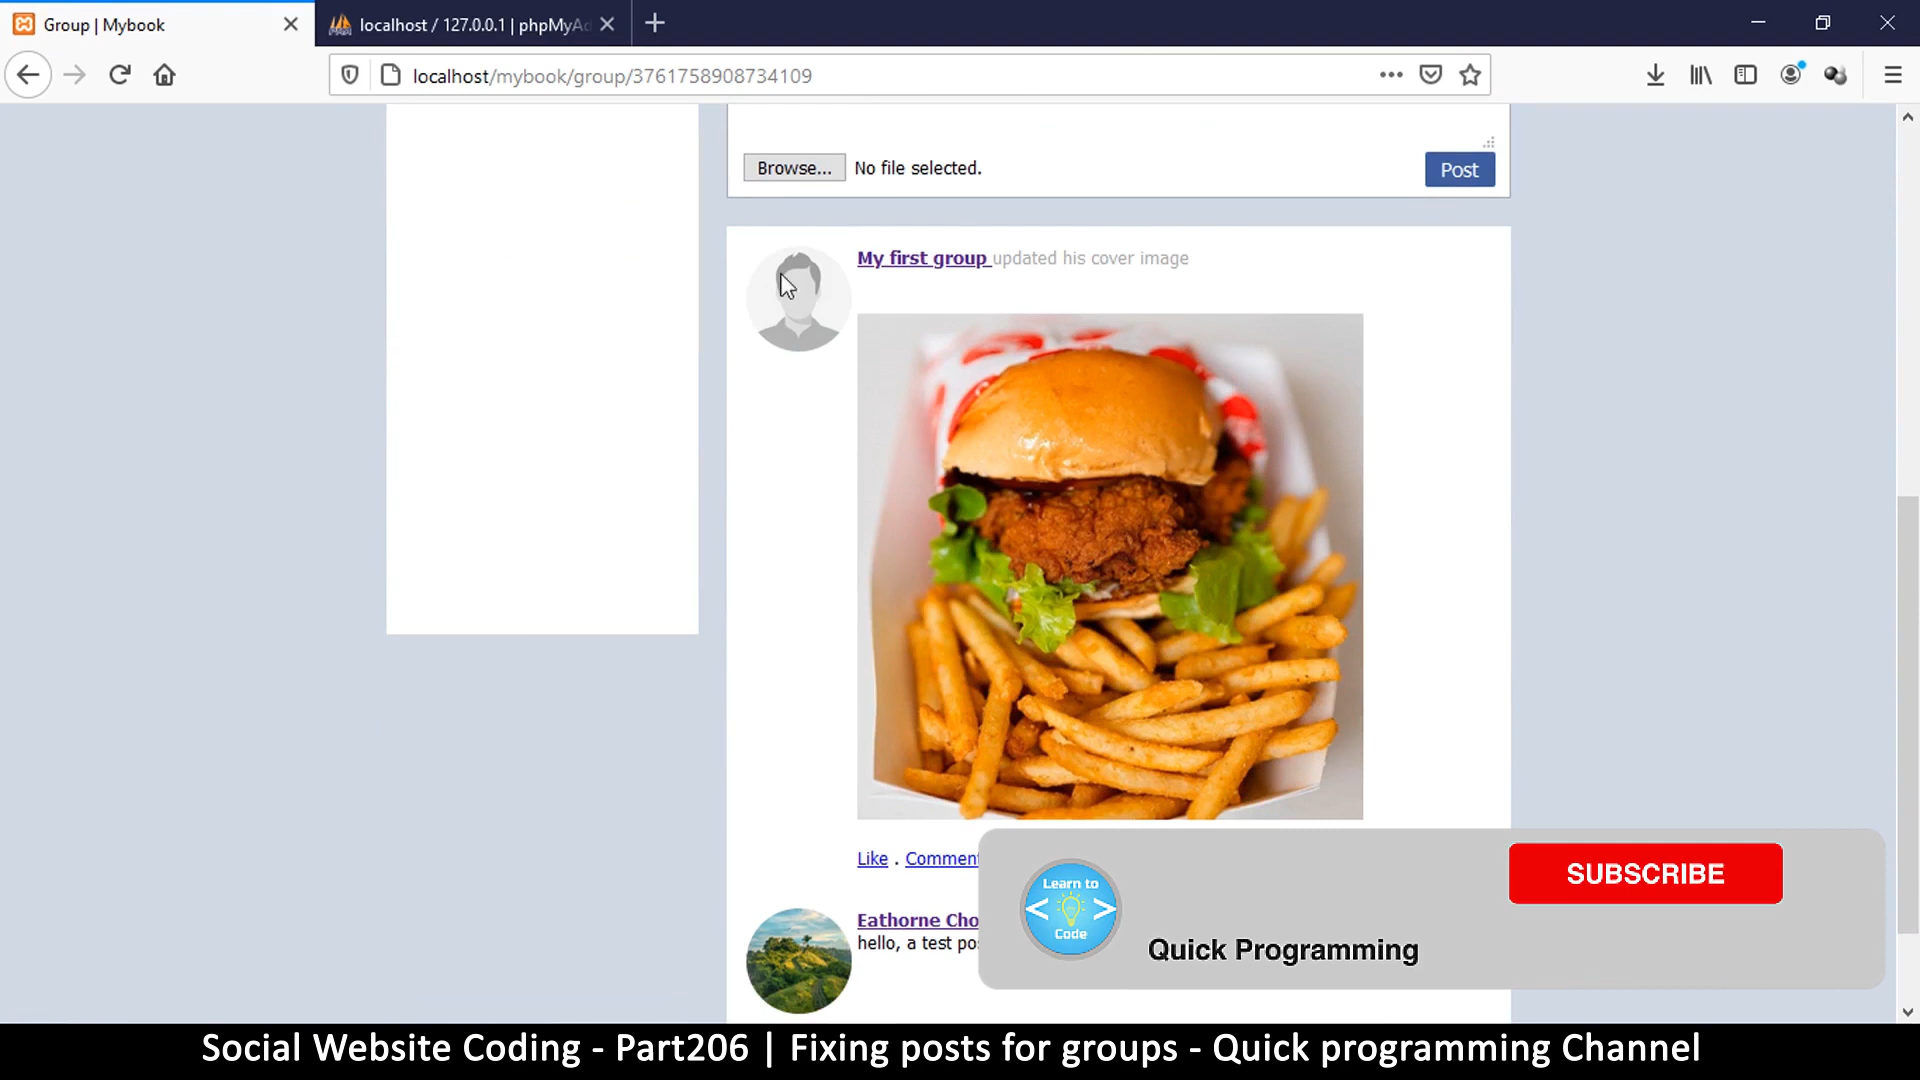 Group | Mybook
localhost / 127.0.0.1 | phpMyAd
localhost/mybook/group/3761758908734109
Browse... No file selected.
Post
My first group updated his cover image
Like . Comment
Eathorne Cho
hello, a test po
SUBSCRIBE
Learn to
< >
Code
Quick Programming
Social Website Coding - Part206 | Fixing posts for groups - Quick programming Channel